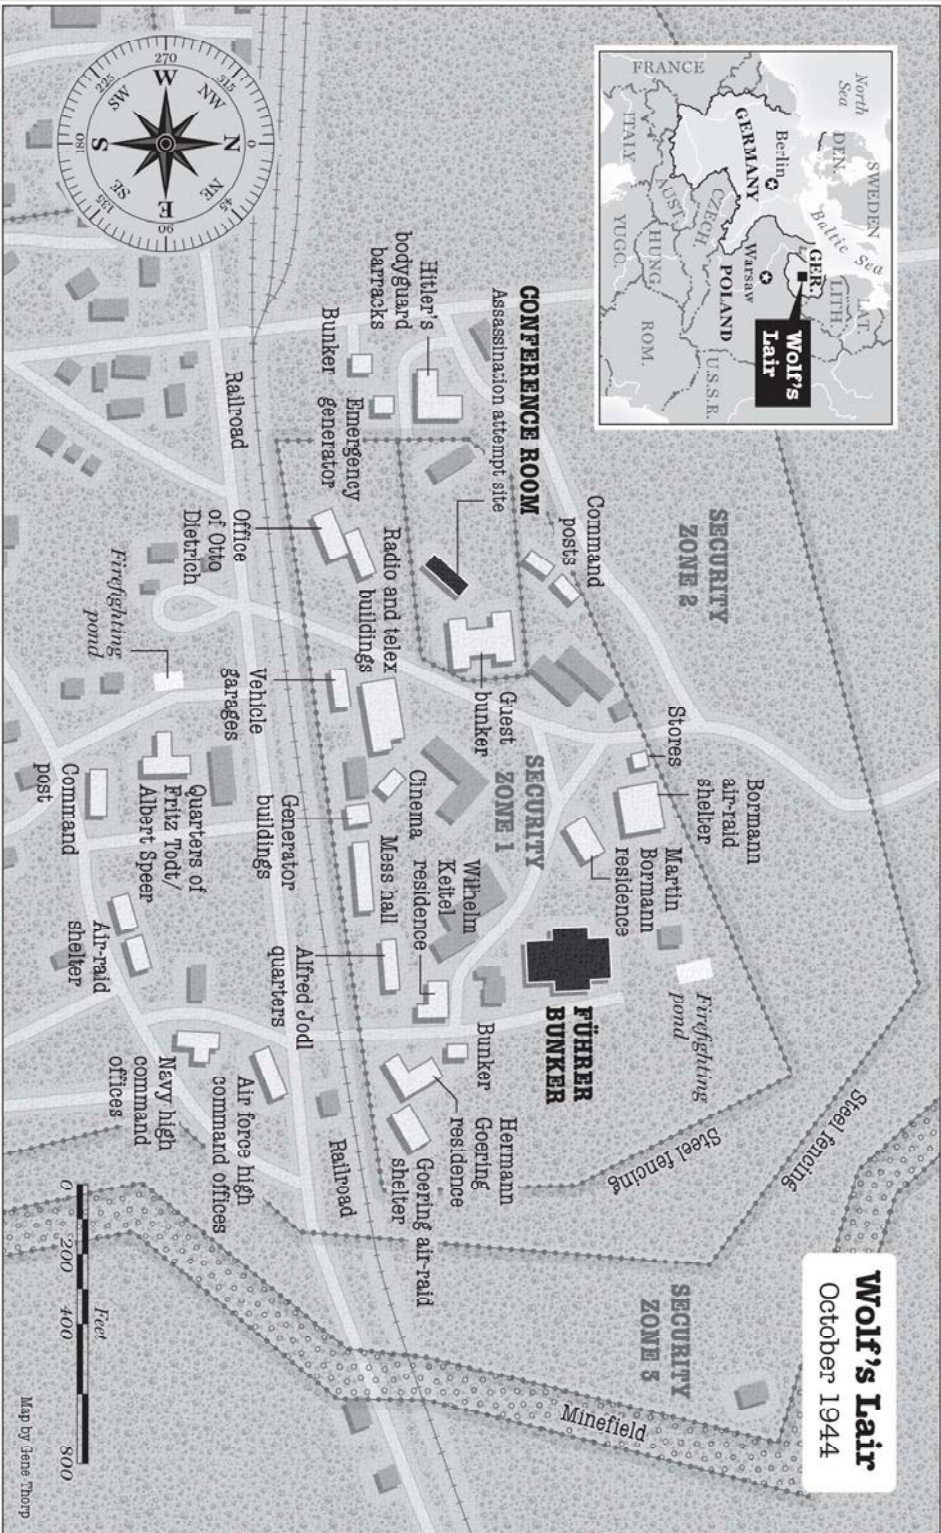 Wolf's Lair
October 1944
North
Sea
DEN.
SWEDEN
Baltic Sea
LAT.
LITH.
GER.
Wolf's
Lair
Berlin
GERMANY
Warsaw
POLAND
U.S.S.R.
FRANCE
CZECH.
AUST.
HUNG.
ROM.
ITALY
YUGO.
SECURITY
ZONE 2
Steel fencing
Steel fencing
SECURITY
ZONE 3
Minefield
Command
posts
Stores
Bormann
air-raid
shelter
Martin
Bormann
residence
Firefighting
pond
FÜHRER
BUNKER
CONFERENCE ROOM
Assassination attempt site
Guest
bunker
SECURITY
ZONE 1
Hitler's
bodyguard
barracks
Bunker
Emergency
generator
Radio and telex
buildings
Cinema
Mess hall
Wilhelm
Keitel
residence
Bunker
Hermann
Goering
residence
Goering air-raid
shelter
Railroad
Office
of Otto
Dietrich
Vehicle
garages
Generator
buildings
Alfred Jodl
quarters
Railroad
Firefighting
pond
Quarters of
Fritz Todt/
Albert Speer
Command
post
Air-raid
shelter
Air force high
command offices
Navy high
command
offices
N
NE
E
SE
S
SW
W
NW
0
45
90
135
180
225
270
315
0
200
400
800
Feet
Map by Gene Thorp